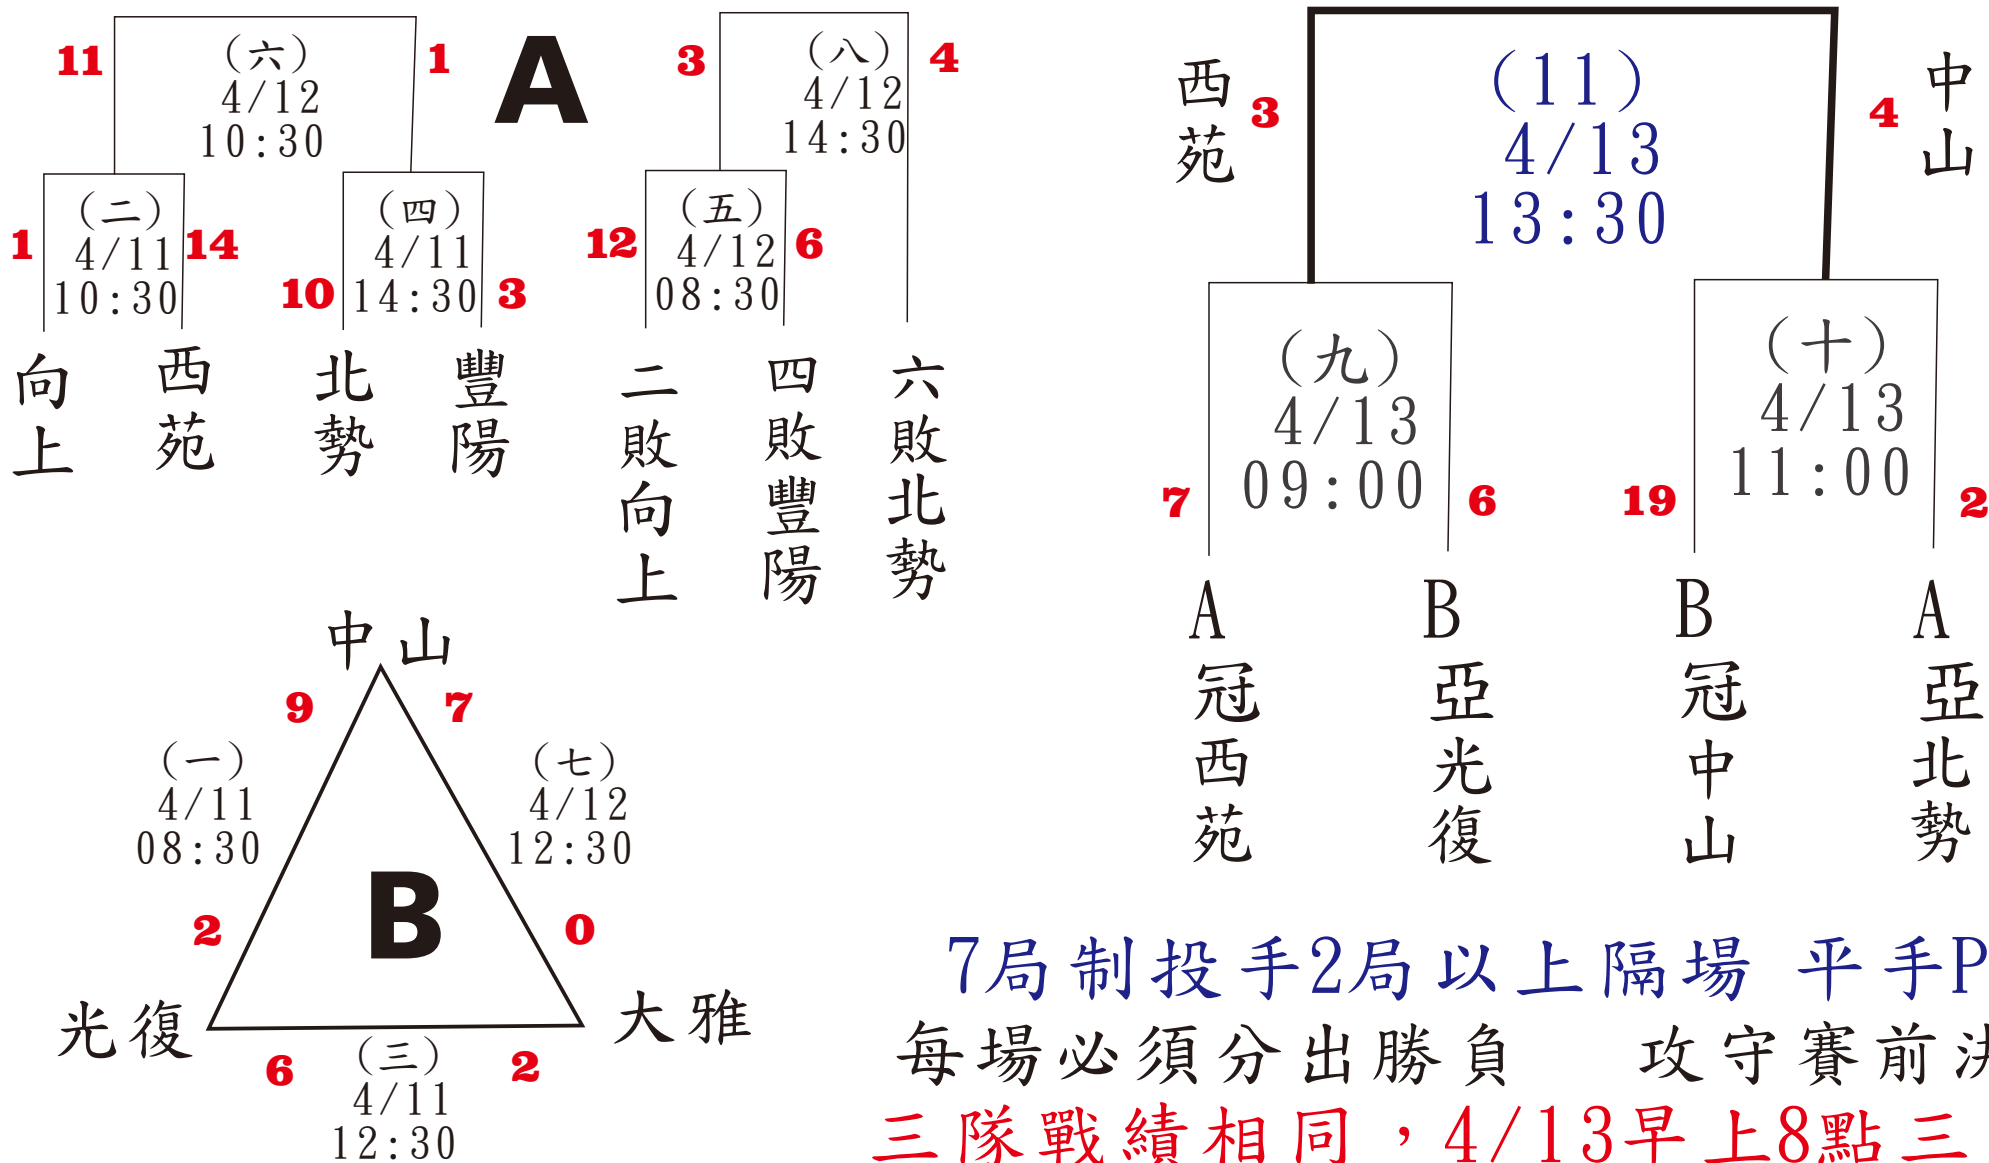 11
(六)
4/12
10:30
1
A
3
(八)
4/12
14:30
4
1
(二)
4/11
10:30
14
10
(四)
4/11
14:30
3
12
(五)
4/12
08:30
6
向上
西苑
北勢
豐陽
二敗向上
四敗豐陽
六敗北勢
西苑
3
(11)
4/13
13:30
4
中山
7
(九)
4/13
09:00
6
19
(十)
4/13
11:00
2
A冠西苑
B亞光復
B冠中山
A亞北勢
中山
9
7
(一)
4/11
08:30
(七)
4/12
12:30
B
2
0
光復
大雅
6
(三)
4/11
12:30
2
7局制投手2局以上隔場 平手P
每場必須分出勝負 攻守賽前決
三隊戰績相同，4/13早上8點三